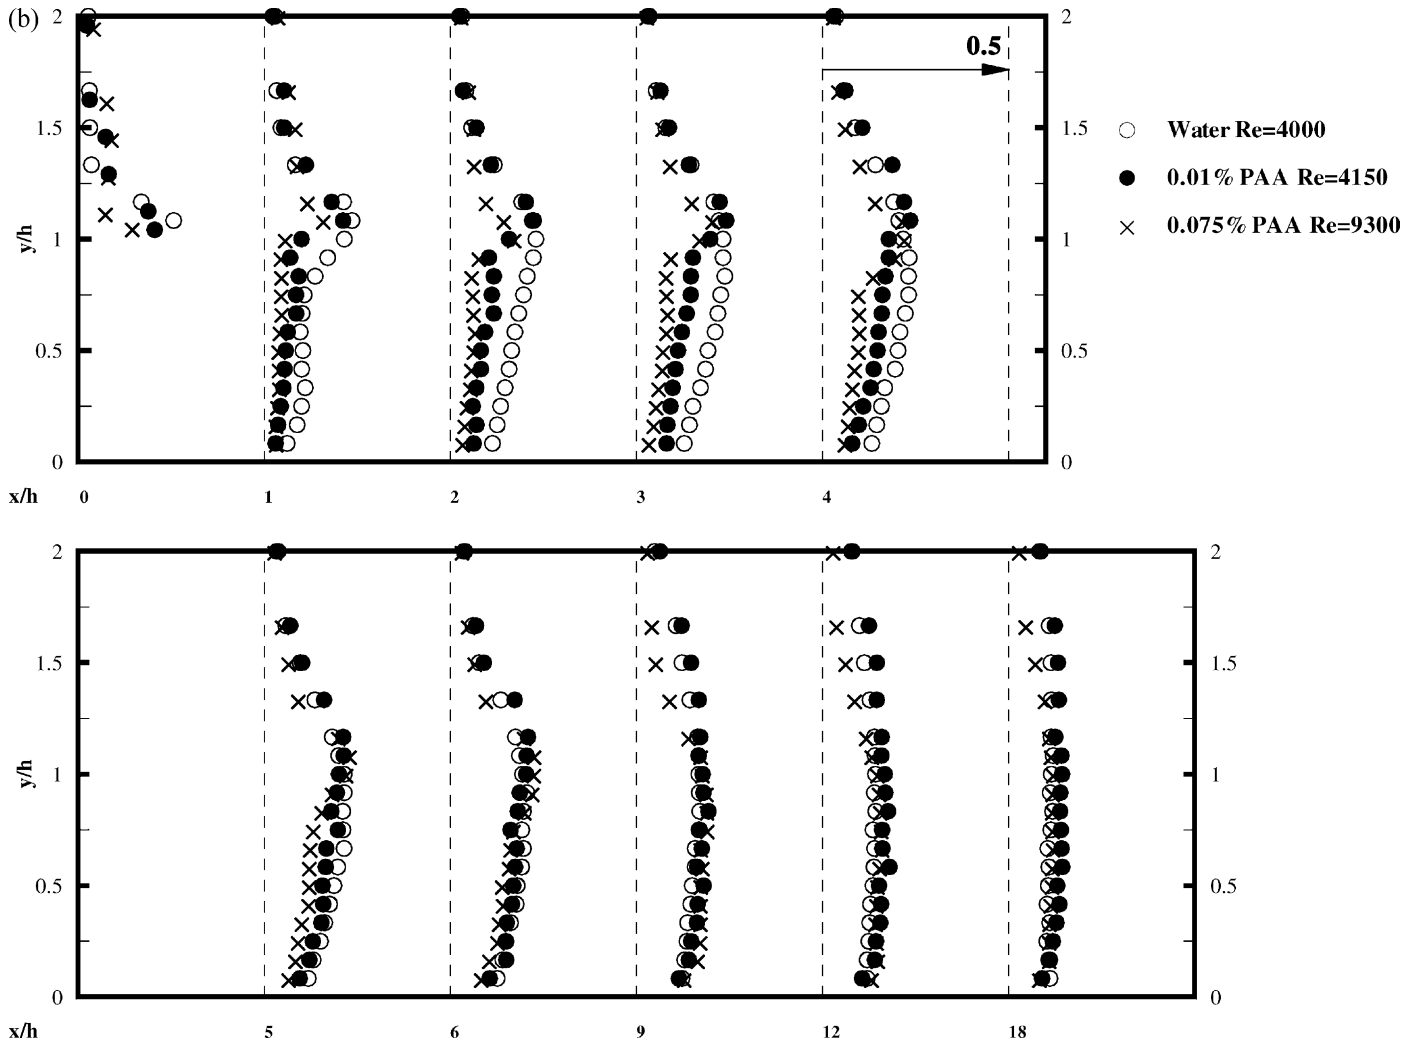 (b)
2 2
0.5
1.5 1.5
Water Re=4000
0.01% PAA Re=4150
0.075% PAA Re=9300
y/h 1 1
0.5 0.5
0 0
x/h 0 1 2 3 4
2 2
1.5 1.5
y/h 1 1
0.5 0.5
0 0
x/h 5 6 9 12 18